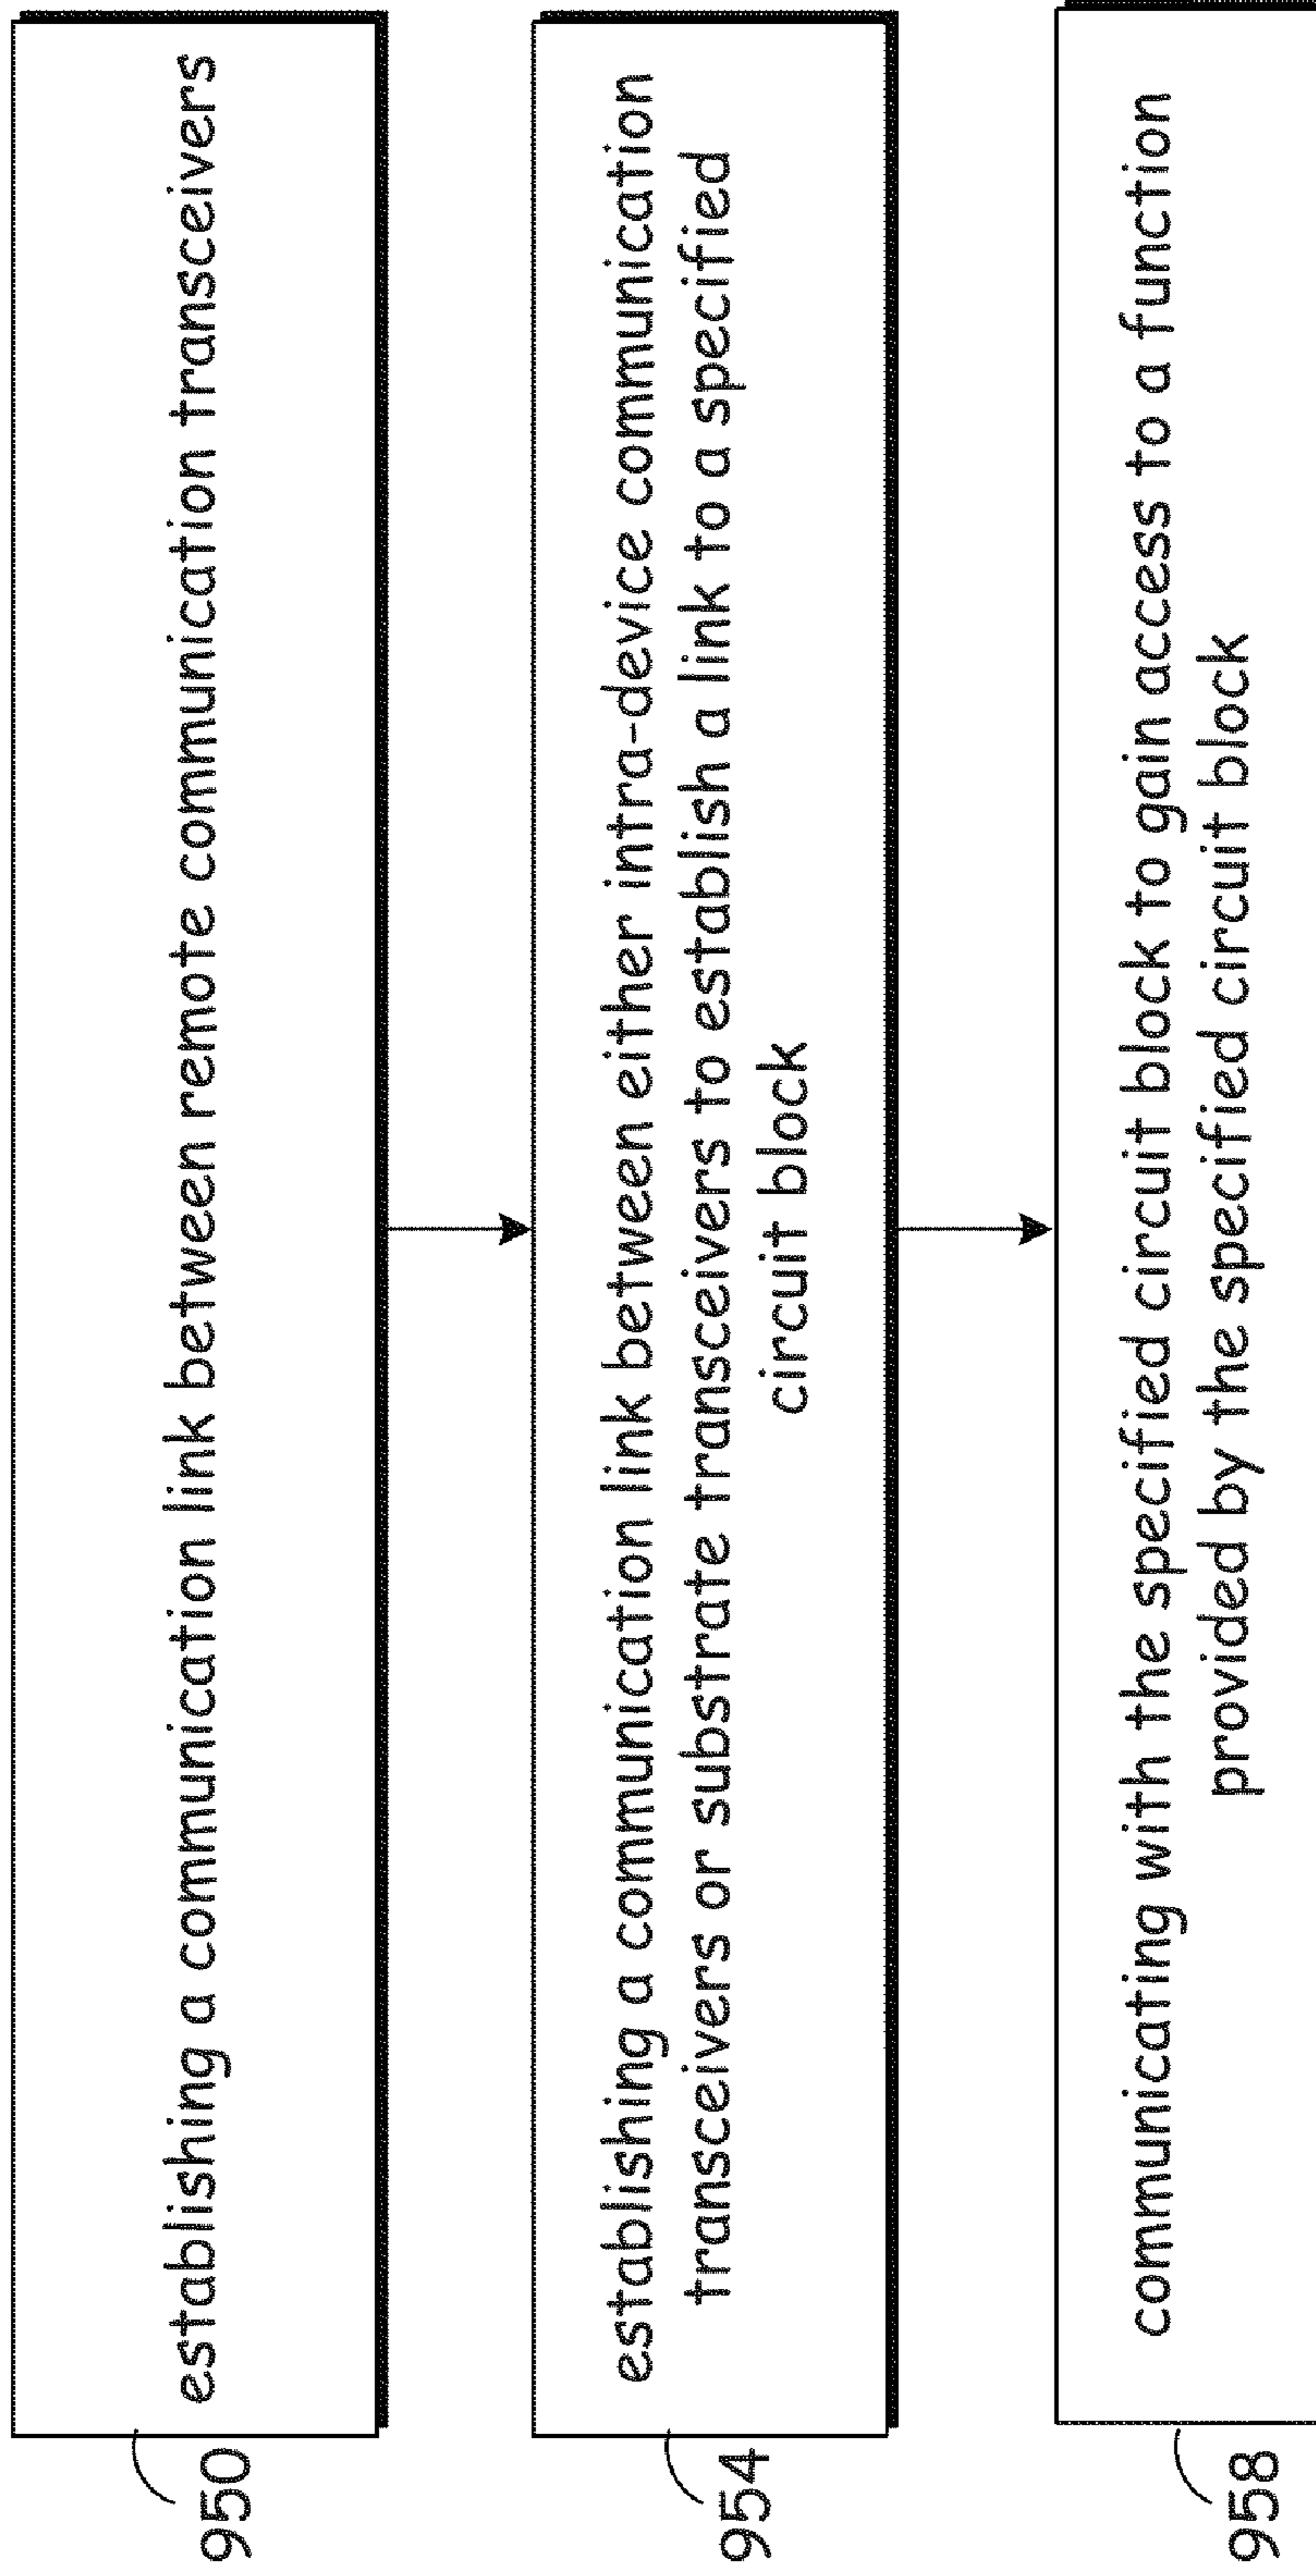 establishing a communication link between remote communication transceivers
950
establishing a communication link between either intra-device communication
transceivers or substrate transceivers to establish a link to a specified
circuit block
954
communicating with the specified circuit block to gain access to a function
provided by the specified circuit block
958